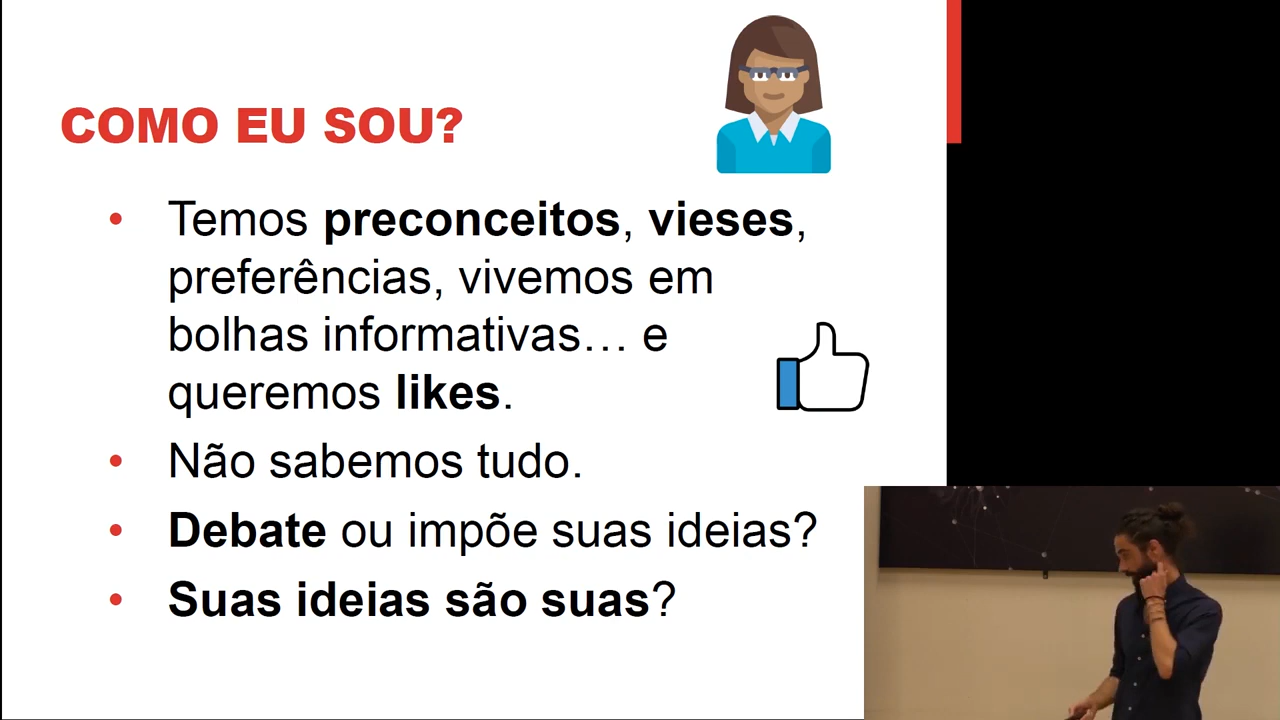 COMO EU SOU?
• Temos preconceitos, vieses,
preferências, vivemos em
bolhas informativas… e
queremos likes.
• Não sabemos tudo.
• Debate ou impõe suas ideias?
• Suas ideias são suas?